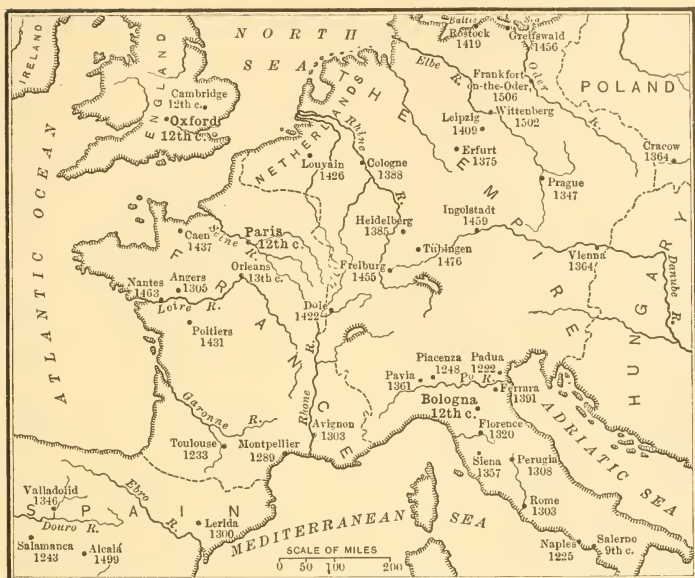 NORTH
SEA
Baltic Sea
Rostock
1419
Greifswald
1456
IRELAND
ENGLAND
Cambridge
12th c.
Oxford
12th c.
Elbe R.
Oder R.
Frankfort
on-the-Oder,
1506
POLAND
Wittenberg
1502
Leipzig
1409
Erfurt
1375
Cracow
1364
Prague
1347
THE EMPIRE
NETHERLANDS
Rhine R.
Louvain
1426
Cologne
1388
Heidelberg
1385
Ingolstadt
1459
Tübingen
1476
Freiburg
1455
Vienna
1364
Danube R.
HUNGARY
ATLANTIC OCEAN
Caen
1437
Seine R.
Paris
12th c.
Orleans
13th c.
FRANCE
Angers
1305
Nantes
1463
Loire R.
Poitiers
1431
Dole
1422
Rhone R.
Garonne R.
Avignon
1303
Toulouse
1233
Montpellier
1289
Piacenza
1248
Padua
1222
Pavia
1361
Po R.
Ferrara
1391
Bologna
12th c.
Florence
1320
Siena
1357
Perugia
1308
Rome
1303
ADRIATIC SEA
Naples
1225
Salerno
9th c.
Valladolid
1346
SPAIN
Ebro R.
Douro R.
Lerida
1300
Salamanca
1243
Alcalá
1499
MEDITERRANEAN SEA
SCALE OF MILES
0 50 100 200